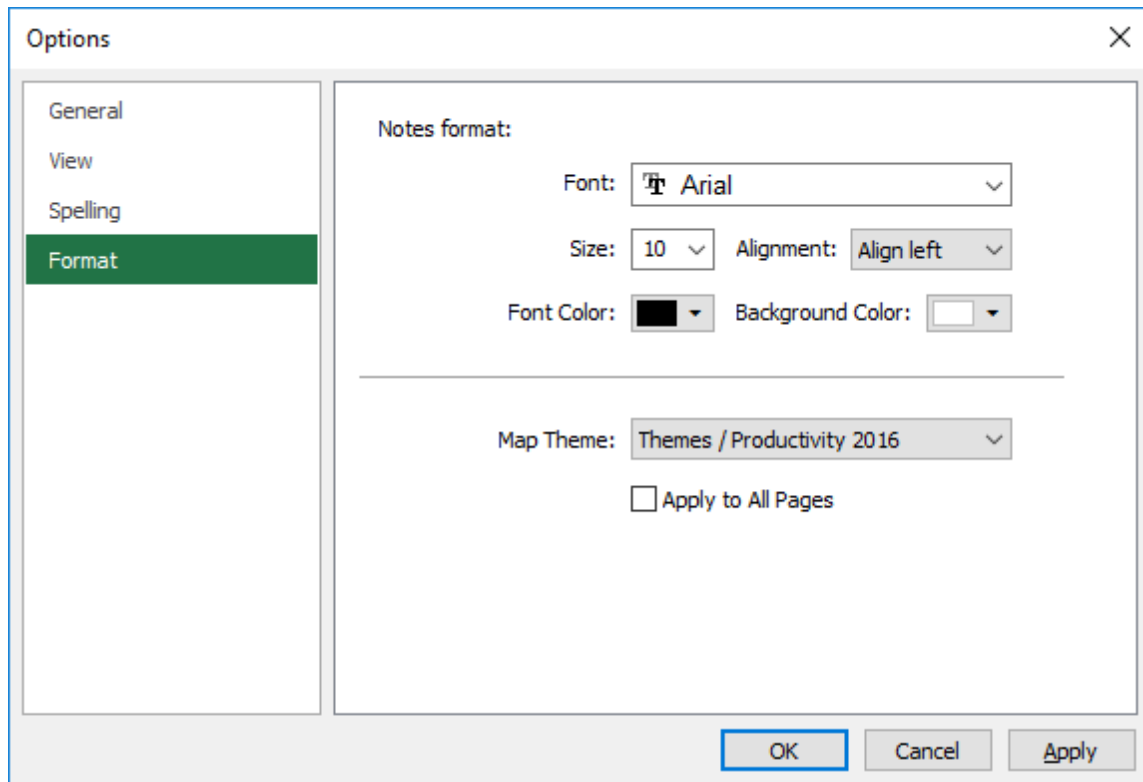 Options
General
View
Spelling
Format
Notes format:
Font: Arial
Size: 10 Alignment: Align left
Font Color: Background Color:
Map Theme: Themes / Productivity 2016
Apply to All Pages
OK Cancel Apply